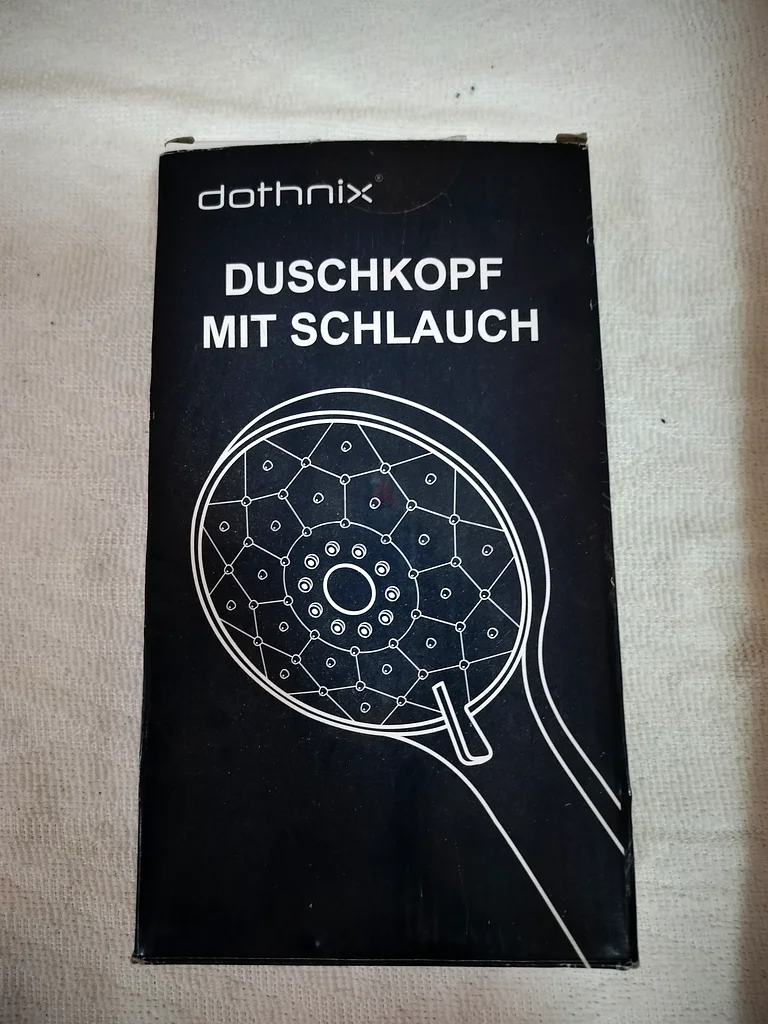 dothnix®
DUSCHKOPF
MIT SCHLAUCH